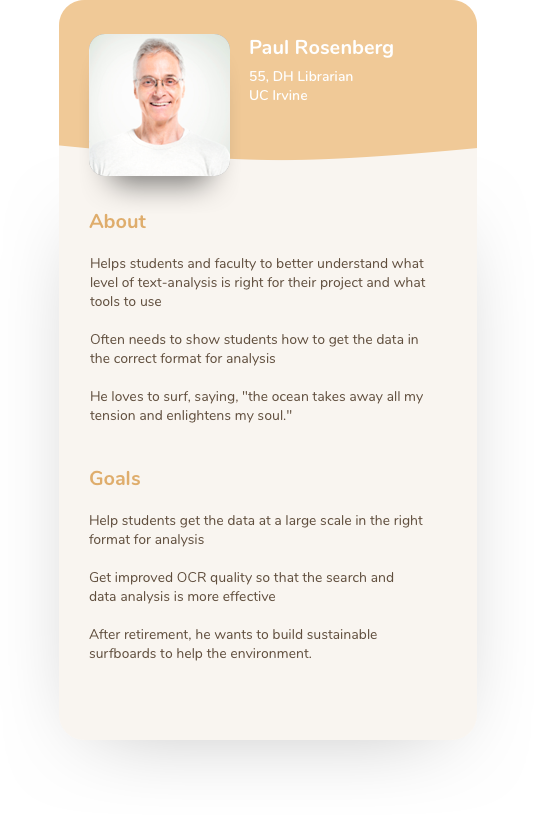 Paul Rosenberg
55, DH Librarian
UC Irvine
About
Helps students and faculty to better understand what
level of text-analysis is right for their project and what
tools to use
Often needs to show students how to get the data in
the correct format for analysis
He loves to surf, saying, "the ocean takes away all my
tension and enlightens my soul."
Goals
Help students get the data at a large scale in the right
format for analysis
Get improved OCR quality so that the search and
data analysis is more effective
After retirement, he wants to build sustainable
surfboards to help the environment.